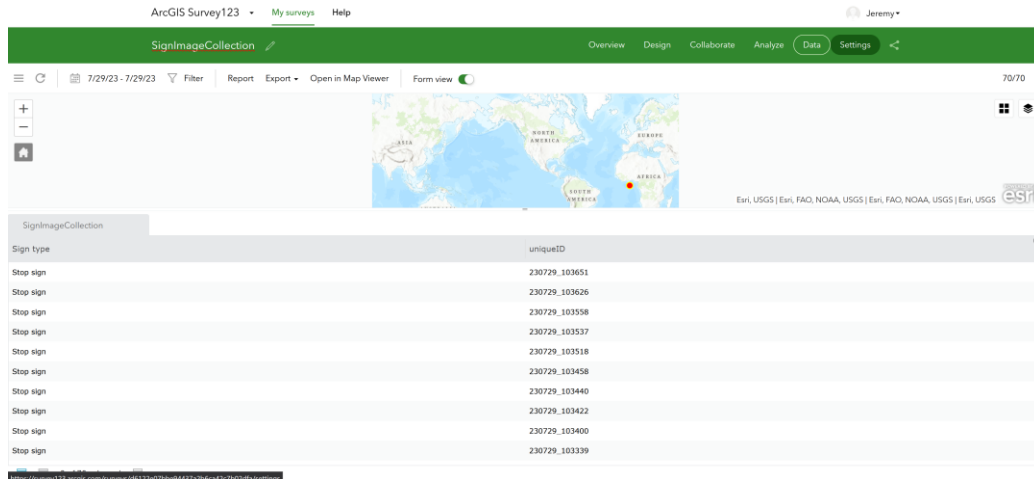 ArcGIS Survey123 My surveys Help Jeremy
SignImageCollection Overview Design Collaborate Analyze Data Settings
7/29/23 - 7/29/23 Filter Report Export Open in Map Viewer Form view 70/70
ASIA
NORTH
AMERICA
EUROPE
AFRICA
SOUTH
AMERICA
Esri, USGS | Esri, FAO, NOAA, USGS | Esri, FAO, NOAA, USGS | Esri, USGS esri
SignImageCollection
Sign type uniqueID
Stop sign 230729_103651
Stop sign 230729_103626
Stop sign 230729_103558
Stop sign 230729_103537
Stop sign 230729_103518
Stop sign 230729_103458
Stop sign 230729_103440
Stop sign 230729_103422
Stop sign 230729_103400
Stop sign 230729_103339